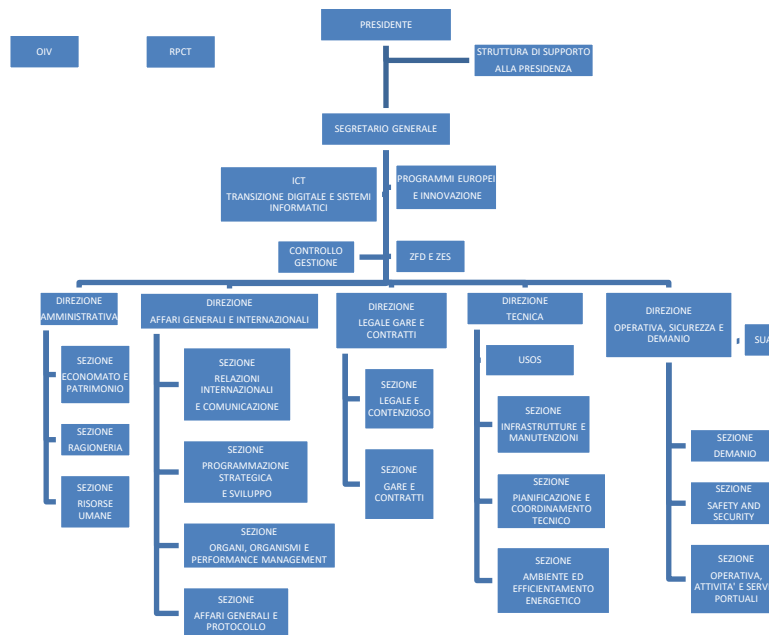 PRESIDENTE
OIV
RPCT
STRUTTURA DI SUPPORTO
ALLA PRESIDENZA
SEGRETARIO GENERALE
ICT
TRANSIZIONE DIGITALE E SISTEMI
INFORMATICI
PROGRAMMI EUROPEI
E INNOVAZIONE
CONTROLLO
GESTIONE
ZFD E ZES
DIREZIONE
AMMINISTRATIVA
SEZIONE
ECONOMATO E
PATRIMONIO
SEZIONE
RAGIONERIA
SEZIONE
RISORSE
UMANE
DIREZIONE
AFFARI GENERALI E INTERNAZIONALI
SEZIONE
RELAZIONI
INTERNAZIONALI
E COMUNICAZIONE
SEZIONE
PROGRAMMAZIONE
STRATEGICA
E SVILUPPO
SEZIONE
ORGANI, ORGANISMI E
PERFORMANCE MANAGEMENT
SEZIONE
AFFARI GENERALI E
PROTOCOLLO
DIREZIONE
LEGALE GARE E
CONTRATTI
SEZIONE
LEGALE E
CONTENZIOSO
SEZIONE
GARE E
CONTRATTI
DIREZIONE
TECNICA
USOS
SEZIONE
INFRASTRUTTURE E
MANUTENZIONI
SEZIONE
PIANIFICAZIONE E
COORDINAMENTO
TECNICO
SEZIONE
AMBIENTE ED
EFFICIENTAMENTO
ENERGETICO
DIREZIONE
OPERATIVA, SICUREZZA E
DEMANIO
SUA
SEZIONE
DEMANIO
SEZIONE
SAFETY AND
SECURITY
SEZIONE
OPERATIVA,
ATTIVITA' E SERVI
PORTUALI